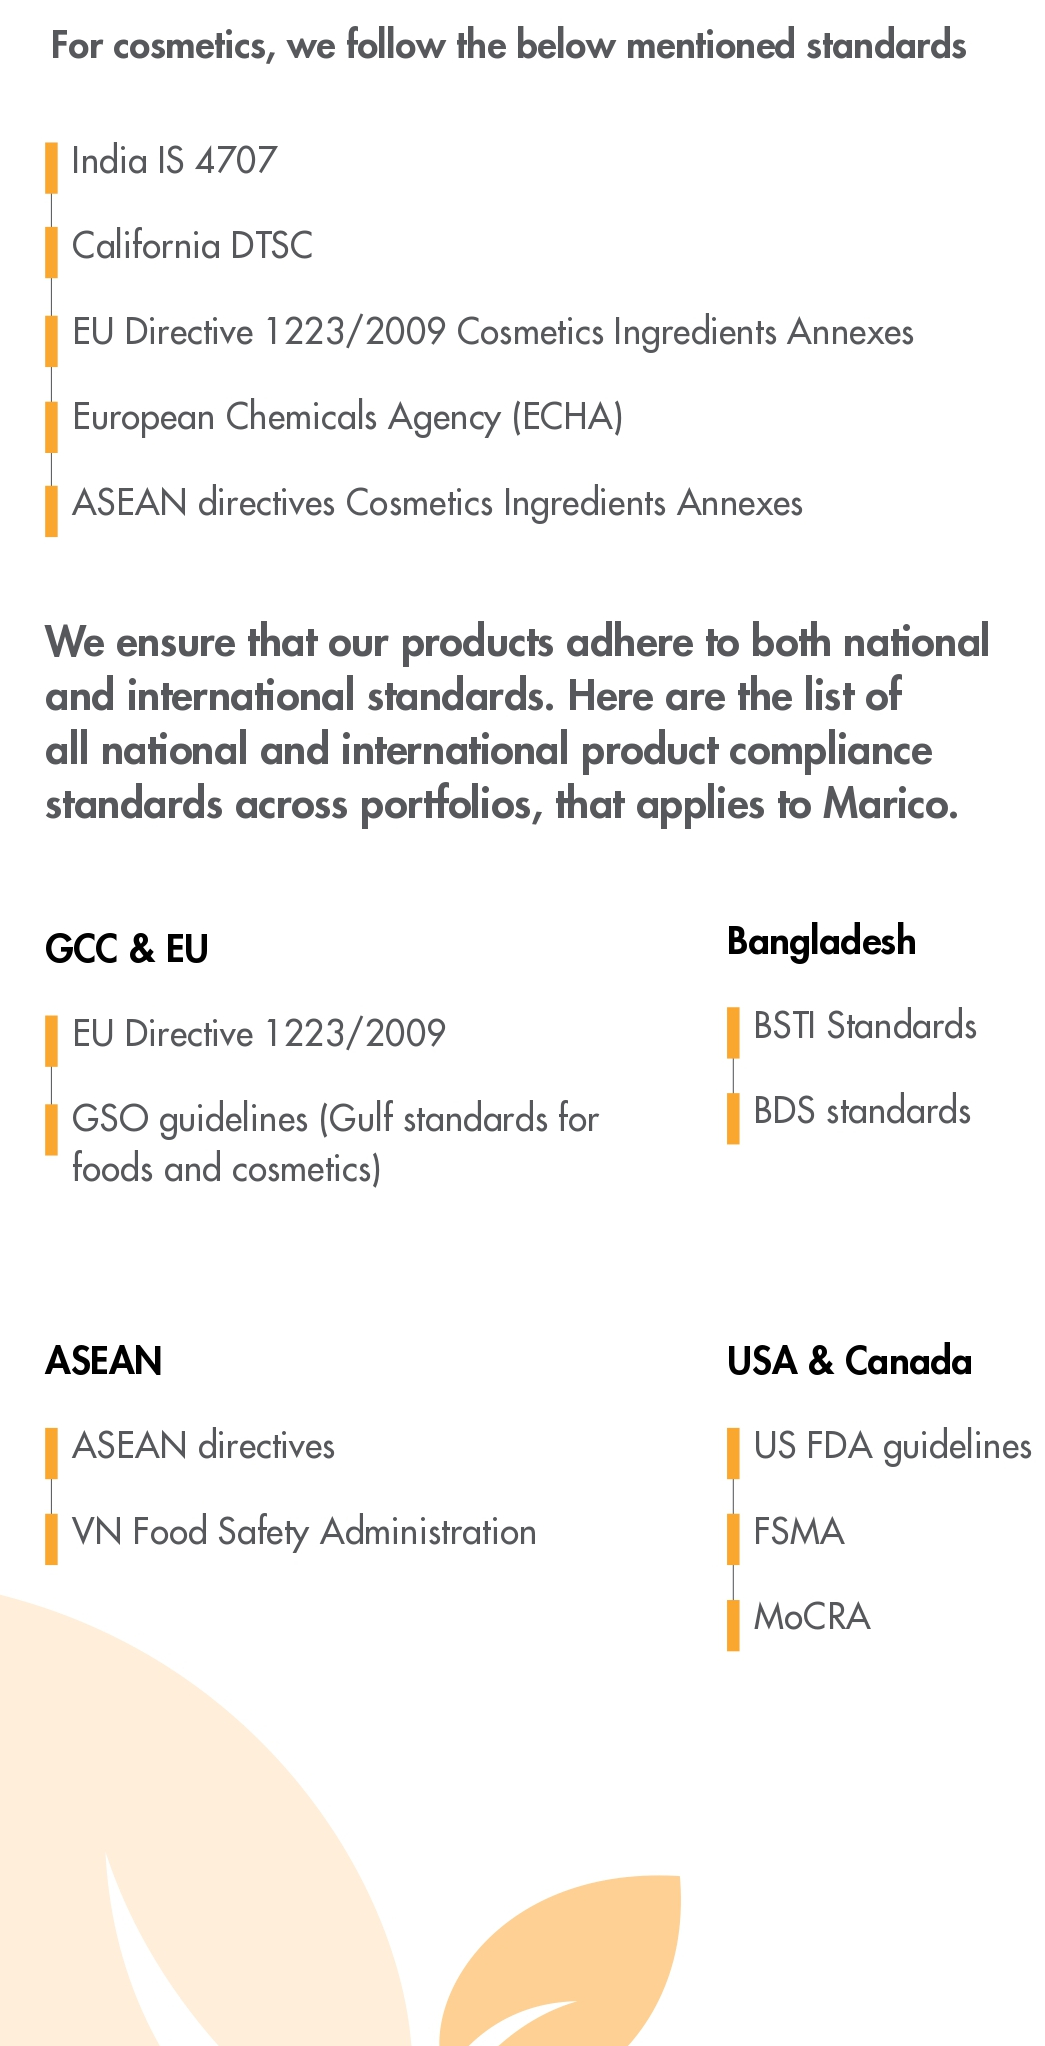 For cosmetics, we follow the below mentioned standards
India IS 4707
California DTSC
EU Directive 1223/2009 Cosmetics Ingredients Annexes
European Chemicals Agency (ECHA)
ASEAN directives Cosmetics Ingredients Annexes
We ensure that our products adhere to both national
and international standards. Here are the list of
all national and international product compliance
standards across portfolios, that applies to Marico.
GCC & EU
EU Directive 1223/2009
GSO guidelines (Gulf standards for
foods and cosmetics)
Bangladesh
BSTI Standards
BDS standards
ASEAN
ASEAN directives
VN Food Safety Administration
USA & Canada
US FDA guidelines
FSMA
MoCRA